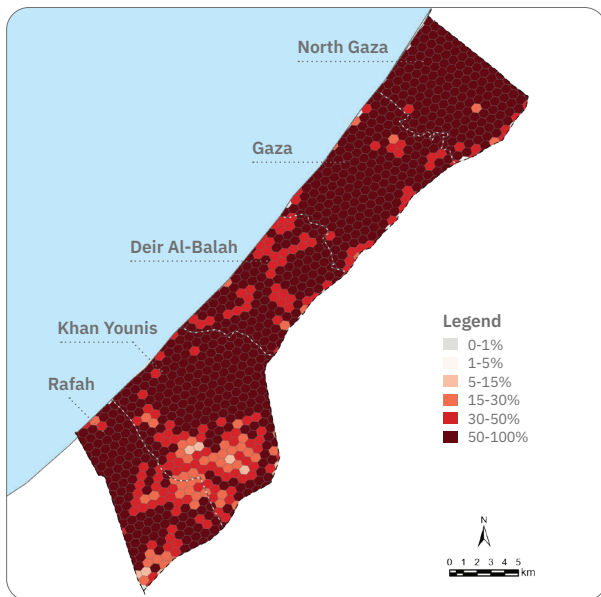 North Gaza
Gaza
Deir Al-Balah
Khan Younis
Rafah
Legend
0-1%
1-5%
5-15%
15-30%
30-50%
50-100%
N
0 1 2 3 4 5
km